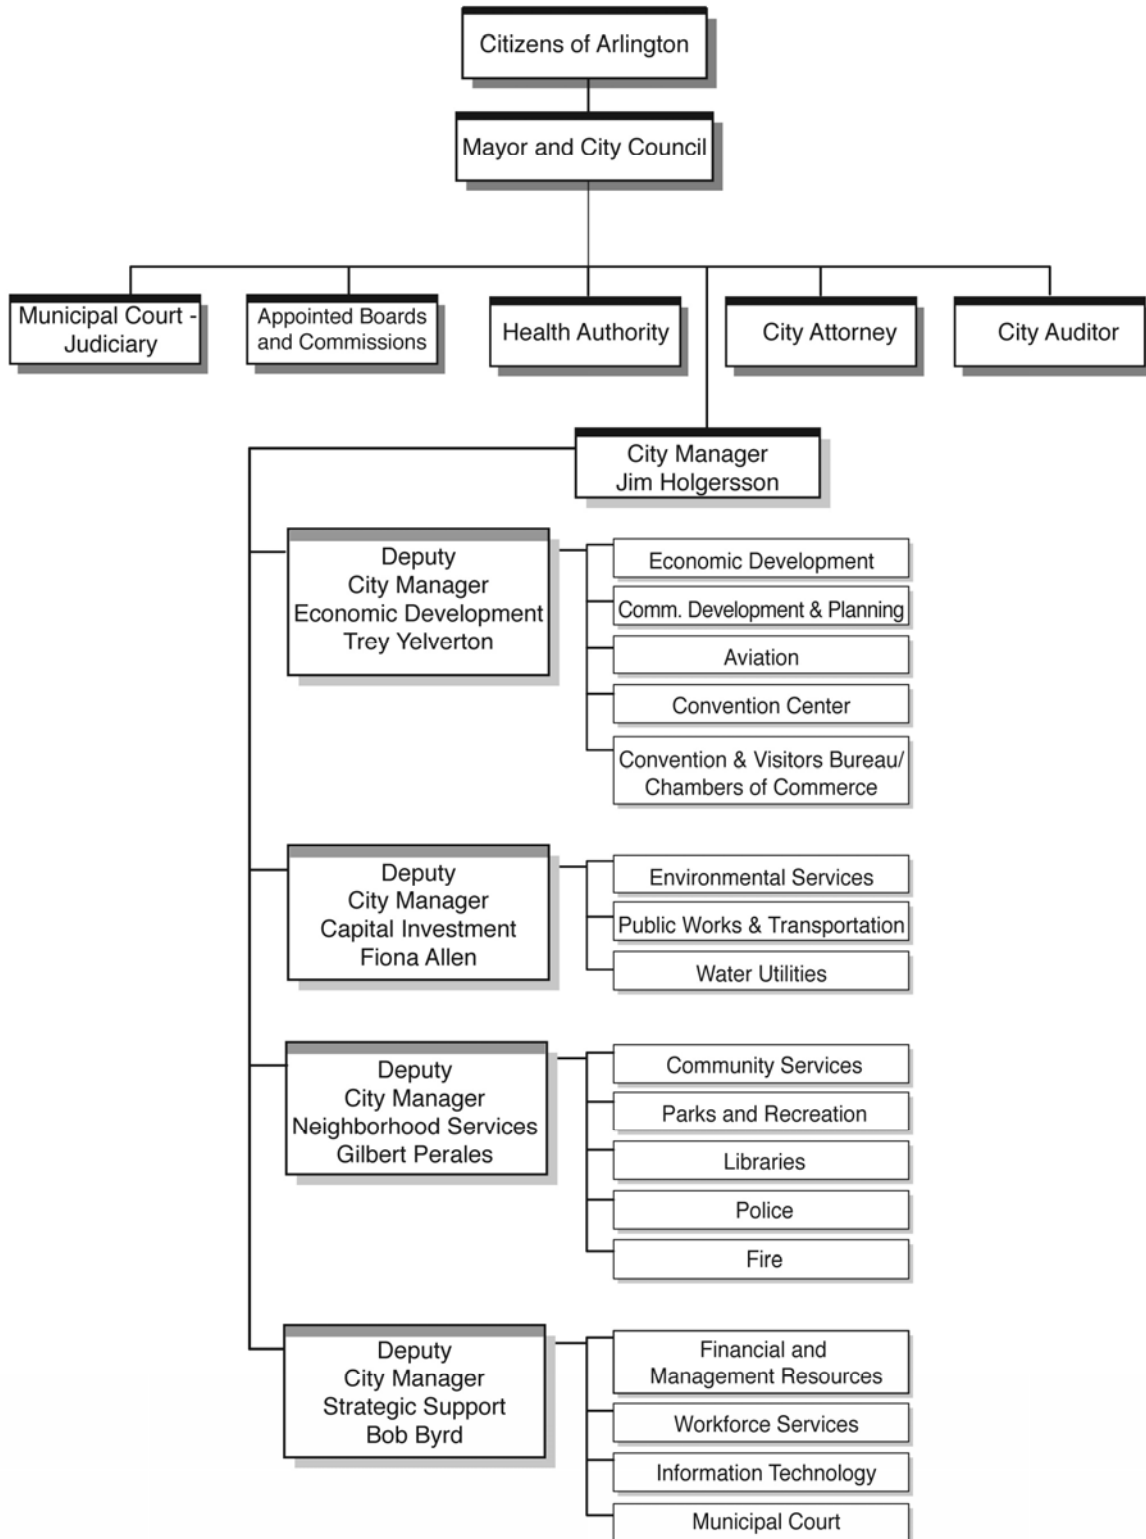 Citizens of Arlington
Mayor and City Council
Municipal Court -
Judiciary
Appointed Boards
and Commissions
Health Authority
City Attorney
City Auditor
City Manager
Jim Holgersson
Deputy
City Manager
Economic Development
Trey Yelverton
Economic Development
Comm. Development & Planning
Aviation
Convention Center
Convention & Visitors Bureau/
Chambers of Commerce
Deputy
City Manager
Capital Investment
Fiona Allen
Environmental Services
Public Works & Transportation
Water Utilities
Deputy
City Manager
Neighborhood Services
Gilbert Perales
Community Services
Parks and Recreation
Libraries
Police
Fire
Deputy
City Manager
Strategic Support
Bob Byrd
Financial and
Management Resources
Workforce Services
Information Technology
Municipal Court